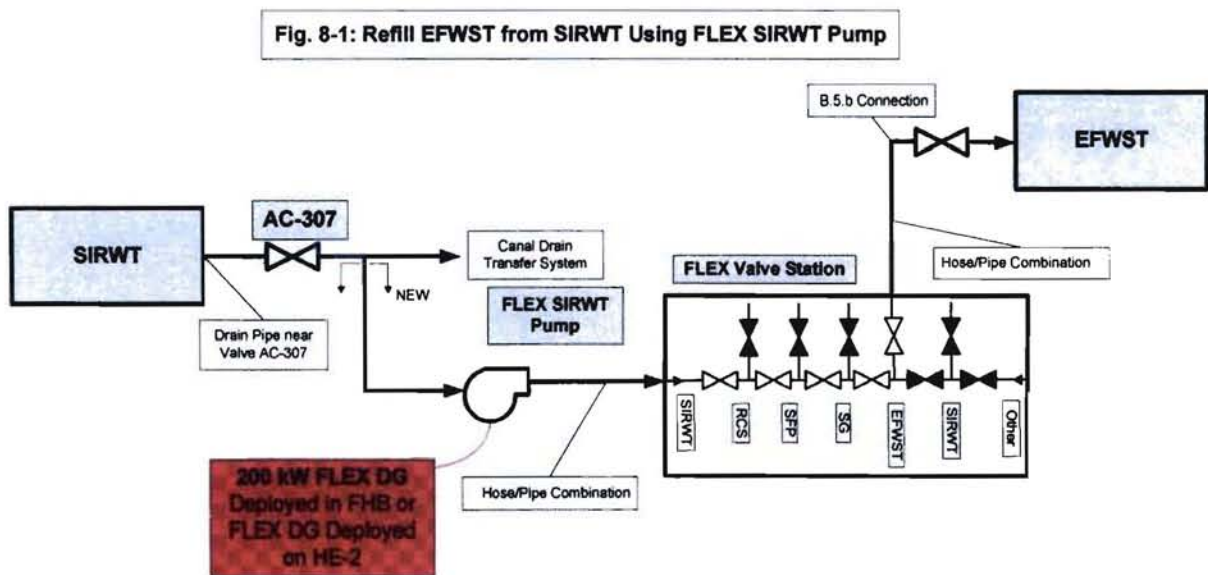 Fig. 8-1: Refill EFWST from SIRWT Using FLEX SIRWT Pump
B.5.b Connection
EFWST
SIRWT
AC-307
Canal Drain
Transfer System
NEW
Drain Pipe near
Valve AC-307
FLEX SIRWT
Pump
FLEX Valve Station
Hose/Pipe Combination
SIRWT
RCS
SFP
SG
EFWST
SIRWT
Other
200 kW FLEX DG
Deployed in FHB or
FLEX DG Deployed
on HE-2
Hose/Pipe Combination